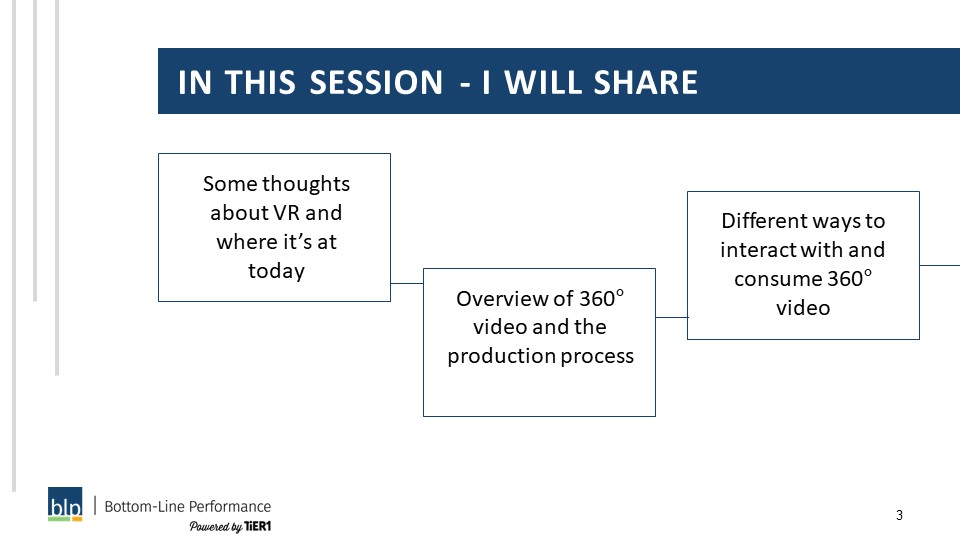 IN THIS SESSION - I WILL SHARE
Some thoughts
about VR and
where it’s at
today
Overview of 360°
video and the
production process
Different ways to
interact with and
consume 360°
video
blp | Bottom-Line Performance
Powered by TiER1
3